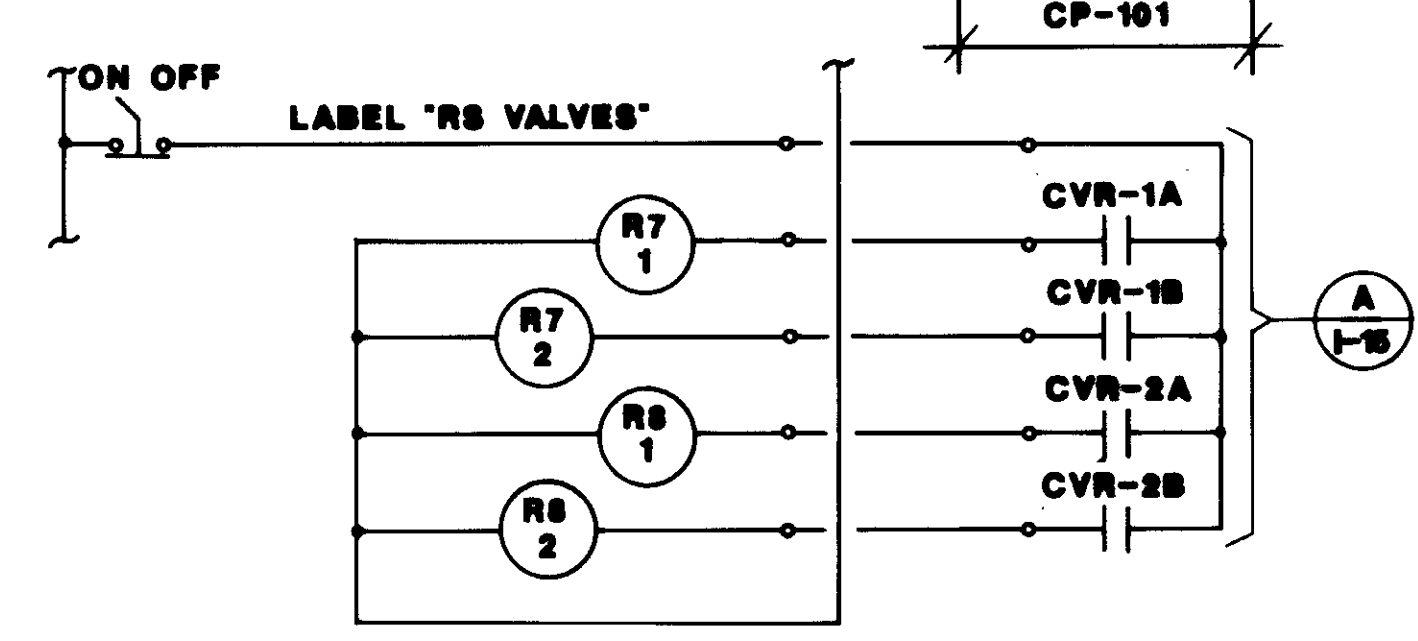 CP-101
ON OFF
LABEL "RS VALVES"
CVR-1A
R7
1
CVR-1B
R7
2
A
I-15
CVR-2A
R8
1
CVR-2B
R8
2